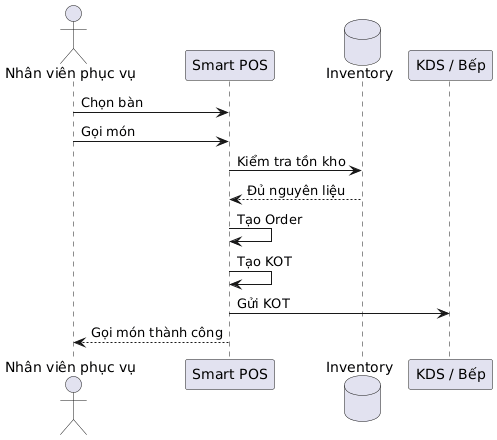 Nhân viên phục vụ
Smart POS
Inventory
KDS / Bếp
Chọn bàn
Gọi món
Kiểm tra tồn kho
Đủ nguyên liệu
Tạo Order
Tạo KOT
Gửi KOT
Gọi món thành công
Nhân viên phục vụ
Smart POS
Inventory
KDS / Bếp